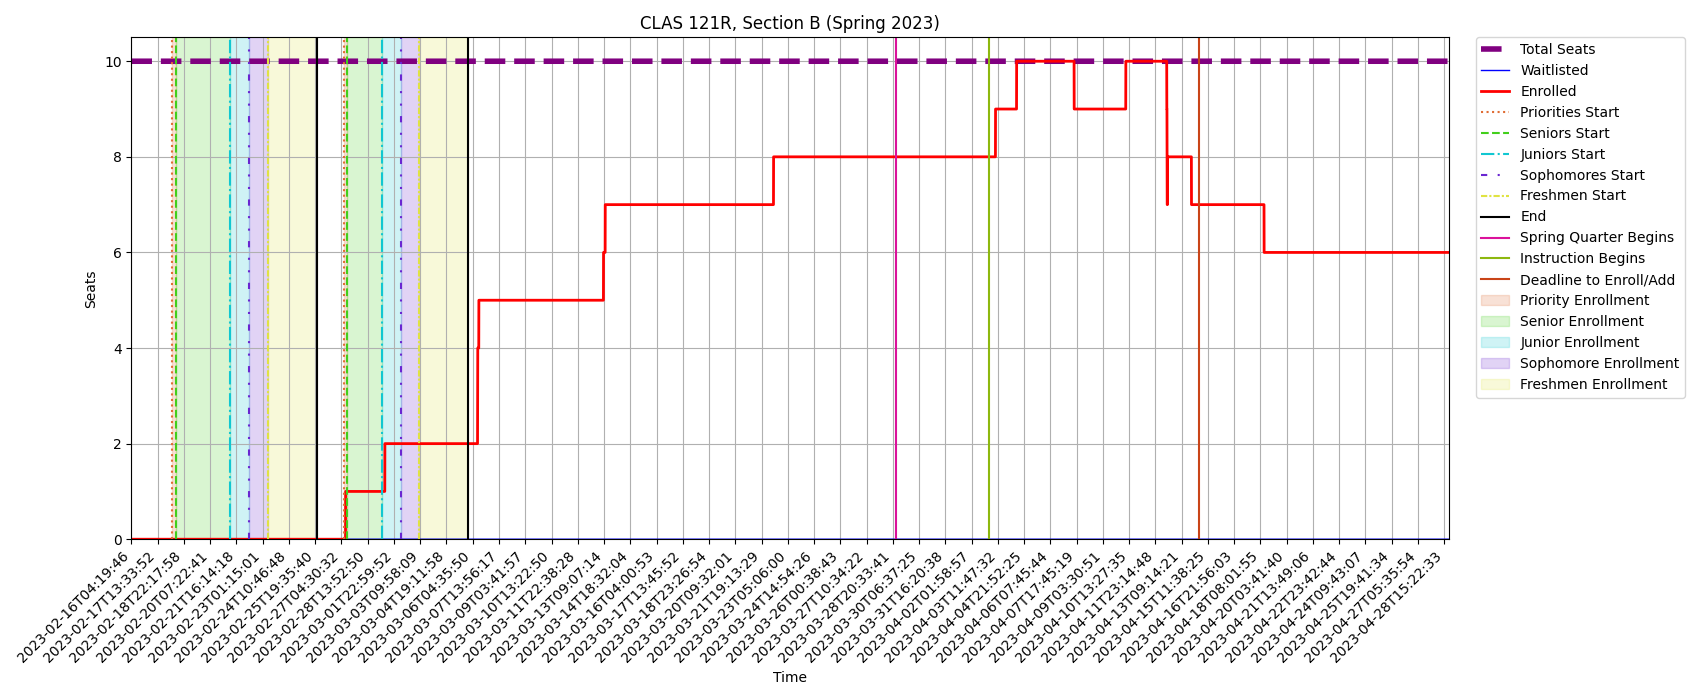 CLAS 121R, Section B (Spring 2023)
Seats
10
8
6
4
2
0
2023-02-16T04:19:46
2023-02-17T13:33:52
2023-02-18T22:17:58
2023-02-20T07:22:41
2023-02-21T16:14:18
2023-02-23T01:15:01
2023-02-24T10:46:48
2023-02-25T19:35:40
2023-02-27T04:30:32
2023-02-28T13:52:50
2023-03-01T22:59:52
2023-03-03T09:58:09
2023-03-04T19:11:58
2023-03-06T04:35:50
2023-03-07T13:56:17
2023-03-09T03:41:57
2023-03-10T13:22:50
2023-03-11T22:38:28
2023-03-13T09:07:14
2023-03-14T18:32:04
2023-03-16T04:00:53
2023-03-17T13:45:52
2023-03-18T23:26:54
2023-03-20T09:32:01
2023-03-21T19:13:29
2023-03-23T05:06:00
2023-03-24T14:54:26
2023-03-26T00:38:43
2023-03-27T10:34:22
2023-03-28T20:33:41
2023-03-30T06:37:25
2023-03-31T16:20:38
2023-04-02T01:58:57
2023-04-03T11:47:32
2023-04-04T21:52:25
2023-04-06T07:45:44
2023-04-07T17:45:19
2023-04-09T03:30:51
2023-04-10T13:27:35
2023-04-11T23:14:48
2023-04-13T09:14:21
2023-04-15T11:38:25
2023-04-16T21:56:03
2023-04-18T08:01:55
2023-04-20T03:41:40
2023-04-21T13:49:06
2023-04-22T23:42:44
2023-04-24T09:43:07
2023-04-25T19:41:34
2023-04-27T05:35:54
2023-04-28T15:22:33
Time
Total Seats
Waitlisted
Enrolled
Priorities Start
Seniors Start
Juniors Start
Sophomores Start
Freshmen Start
End
Spring Quarter Begins
Instruction Begins
Deadline to Enroll/Add
Priority Enrollment
Senior Enrollment
Junior Enrollment
Sophomore Enrollment
Freshmen Enrollment